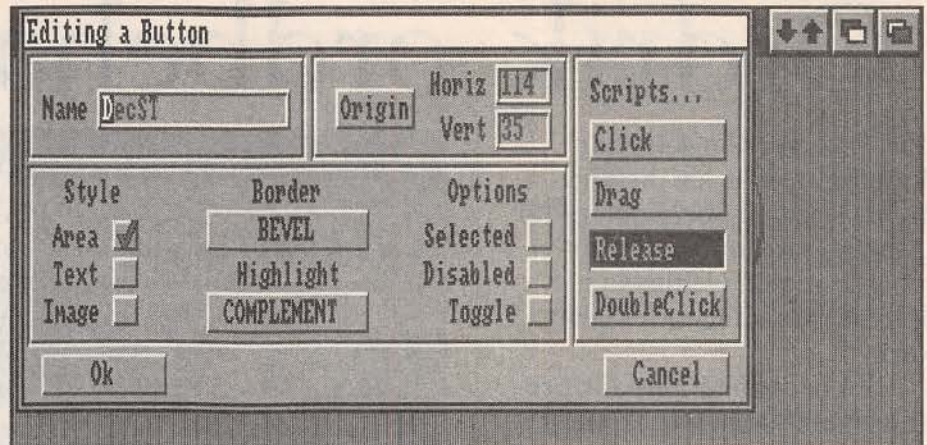 Editing a Button
Name DecST
Origin
Horiz 114
Vert 35
Scripts...
Click
Drag
Release
DoubleClick
Style
Area
Text
Image
Border
BEVEL
Highlight
COMPLEMENT
Options
Selected
Disabled
Toggle
Ok
Cancel